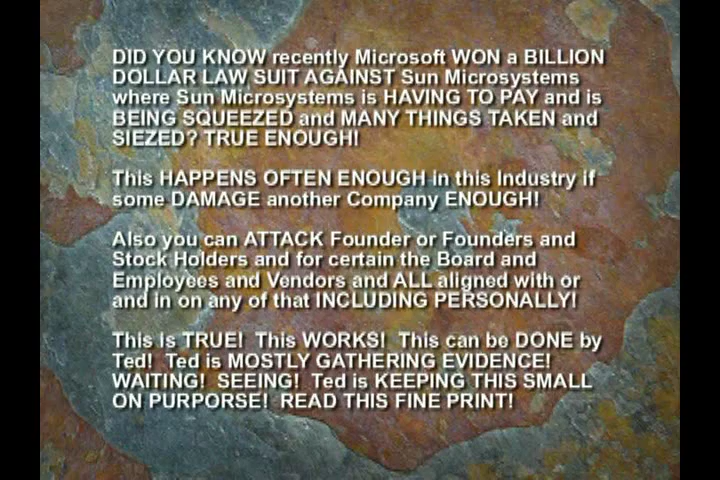 DID YOU KNOW recently Microsoft WON a BILLION
DOLLAR LAW SUIT AGAINST Sun Microsystems
where Sun Microsystems is HAVING TO PAY and is
BEING SQUEEZED and MANY THINGS TAKEN and
SIEZED? TRUE ENOUGH!
This HAPPENS OFTEN ENOUGH in this Industry if
some DAMAGE another Company ENOUGH!
Also you can ATTACK Founder or Founders and
Stock Holders and for certain the Board and
Employees and Vendors and ALL aligned with or
and in on any of that INCLUDING PERSONALLY!
This is TRUE! This WORKS! This can be DONE by
Ted! Ted is MOSTLY GATHERING EVIDENCE!
WAITING! SEEING! Ted is KEEPING THIS SMALL
ON PURPORSE! READ THIS FINE PRINT!